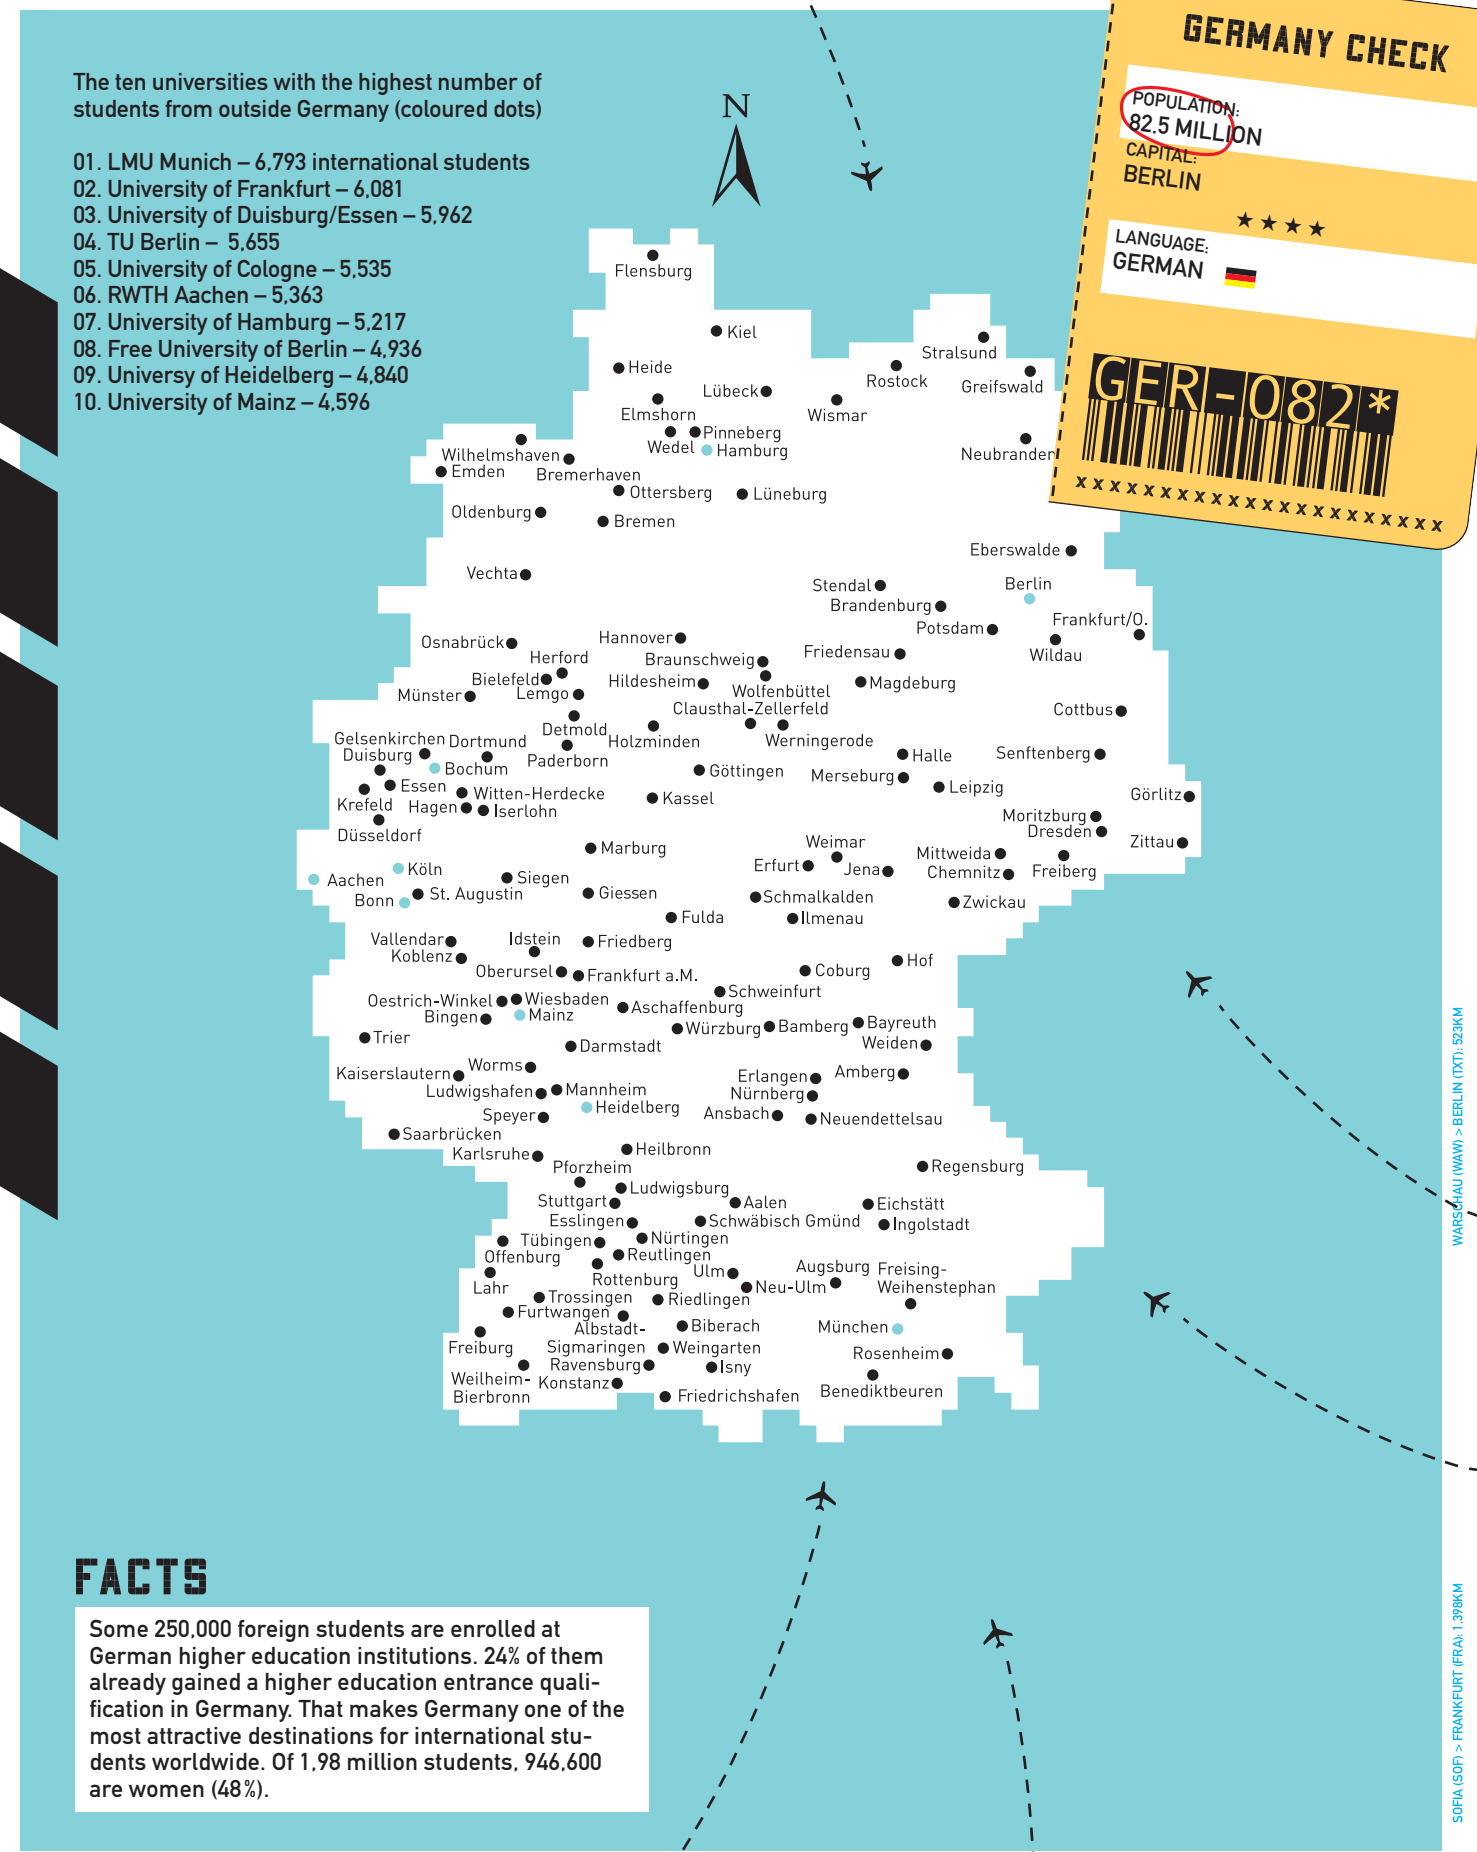 The ten universities with the highest number of
students from outside Germany (coloured dots)
01. LMU Munich – 6,793 international students
02. University of Frankfurt – 6,081
03. University of Duisburg/Essen – 5,962
04. TU Berlin – 5,655
05. University of Cologne – 5,535
06. RWTH Aachen – 5,363
07. University of Hamburg – 5,217
08. Free University of Berlin – 4,936
09. Universy of Heidelberg – 4,840
10. University of Mainz – 4,596
N
GERMANY CHECK
POPULATION:
82.5 MILLION
CAPITAL:
BERLIN
★ ★ ★ ★
LANGUAGE:
GERMAN
GER-082*
x x x x x x x x x x x x x x x x x x x x x x
Flensburg
Kiel
Stralsund
Heide
Rostock
Greifswald
Lübeck
Elmshorn
Wismar
Pinneberg
Wedel
Hamburg
Wilhelmshaven
Neubranden
Emden
Bremerhaven
Ottersberg
Lüneburg
Oldenburg
Bremen
Eberswalde
Vechta
Stendal
Berlin
Brandenburg
Frankfurt/O.
Potsdam
Osnabrück
Hannover
Wildau
Herford
Braunschweig
Friedensau
Bielefeld
Hildesheim
Magdeburg
Münster
Lemgo
Wolfenbüttel
Clausthal-Zellerfeld
Cottbus
Detmold
Holzminden
Werningerode
Gelsenkirchen
Dortmund
Duisburg
Paderborn
Halle
Senftenberg
Bochum
Göttingen
Merseburg
Essen
Witten-Herdecke
Kassel
Leipzig
Görlitz
Krefeld
Hagen
Iserlohn
Moritzburg
Düsseldorf
Dresden
Marburg
Weimar
Zittau
Mittweida
Erfurt
Jena
Köln
Chemnitz
Freiberg
Aachen
Siegen
St. Augustin
Giessen
Schmalkalden
Bonn
Zwickau
Fulda
Ilmenau
Vallendar
Idstein
Friedberg
Koblenz
Hof
Oberursel
Frankfurt a.M.
Coburg
Schweinfurt
Oestrich-Winkel
Wiesbaden
Aschaffenburg
Bingen
Mainz
Würzburg
Bamberg
Bayreuth
Trier
Darmstadt
Weiden
Worms
Kaiserslautern
Erlangen
Amberg
Ludwigshafen
Mannheim
Nürnberg
Heidelberg
Speyer
Ansbach
Neuendettelsau
Saarbrücken
Karlsruhe
Heilbronn
Pforzheim
Regensburg
Ludwigsburg
Stuttgart
Aalen
Eichstätt
Esslingen
Schwäbisch Gmünd
Ingolstadt
Tübingen
Nürtingen
Offenburg
Reutlingen
Augsburg
Freising-
Weihenstephan
Ulm
Rottenburg
Lahr
Neu-Ulm
Trossingen
Riedlingen
Furtwangen
Albstadt-
Sigmaringen
Biberach
München
Freiburg
Weingarten
Rosenheim
Ravensburg
Isny
Weilheim-
Bierbronn
Konstanz
Benediktbeuren
Friedrichshafen
WARSCHAU (WAW) > BERLIN (TXT): 523KM
SOFIA (SOF) > FRANKFURT (FRA): 1,398KM
FACTS
Some 250,000 foreign students are enrolled at
German higher education institutions. 24% of them
already gained a higher education entrance quali-
fication in Germany. That makes Germany one of the
most attractive destinations for international stu-
dents worldwide. Of 1,98 million students, 946,600
are women (48%).